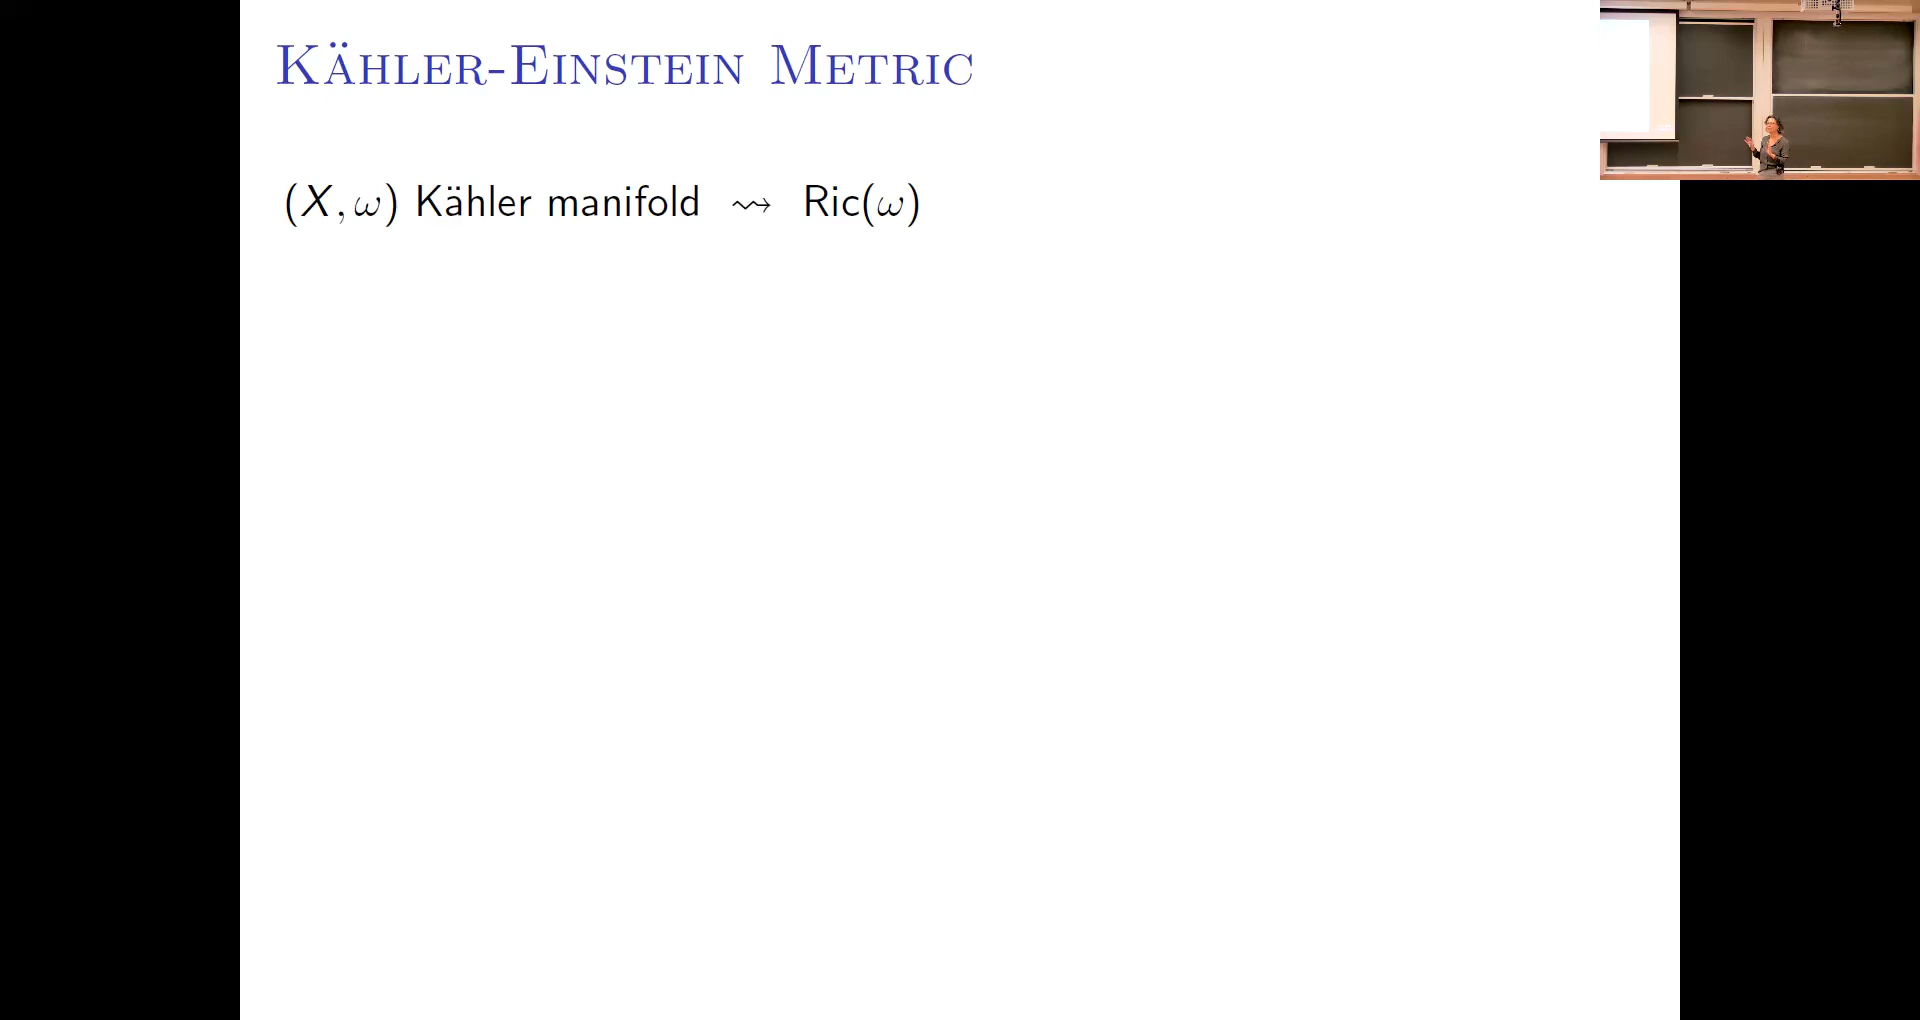 Kähler-Einstein Metric
(X, ω) Kähler manifold ⇝ Ric(ω)